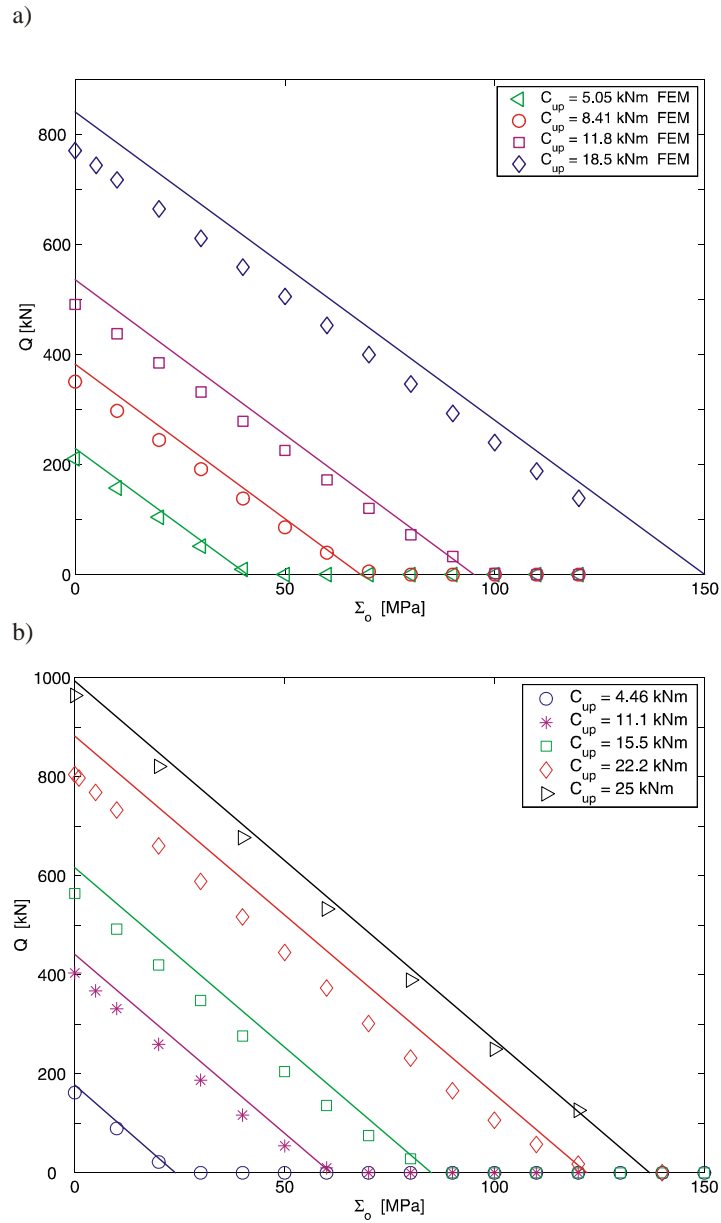 a)
C_up = 5.05 kNm FEM
C_up = 8.41 kNm FEM
C_up = 11.8 kNm FEM
C_up = 18.5 kNm FEM
800
600
400
200
0
Q [kN]
0 50 100 150
Σ_o [MPa]
b)
C_up = 4.46 kNm
C_up = 11.1 kNm
C_up = 15.5 kNm
C_up = 22.2 kNm
C_up = 25 kNm
1000
800
600
400
200
0
Q [kN]
0 50 100 150
Σ_o [MPa]